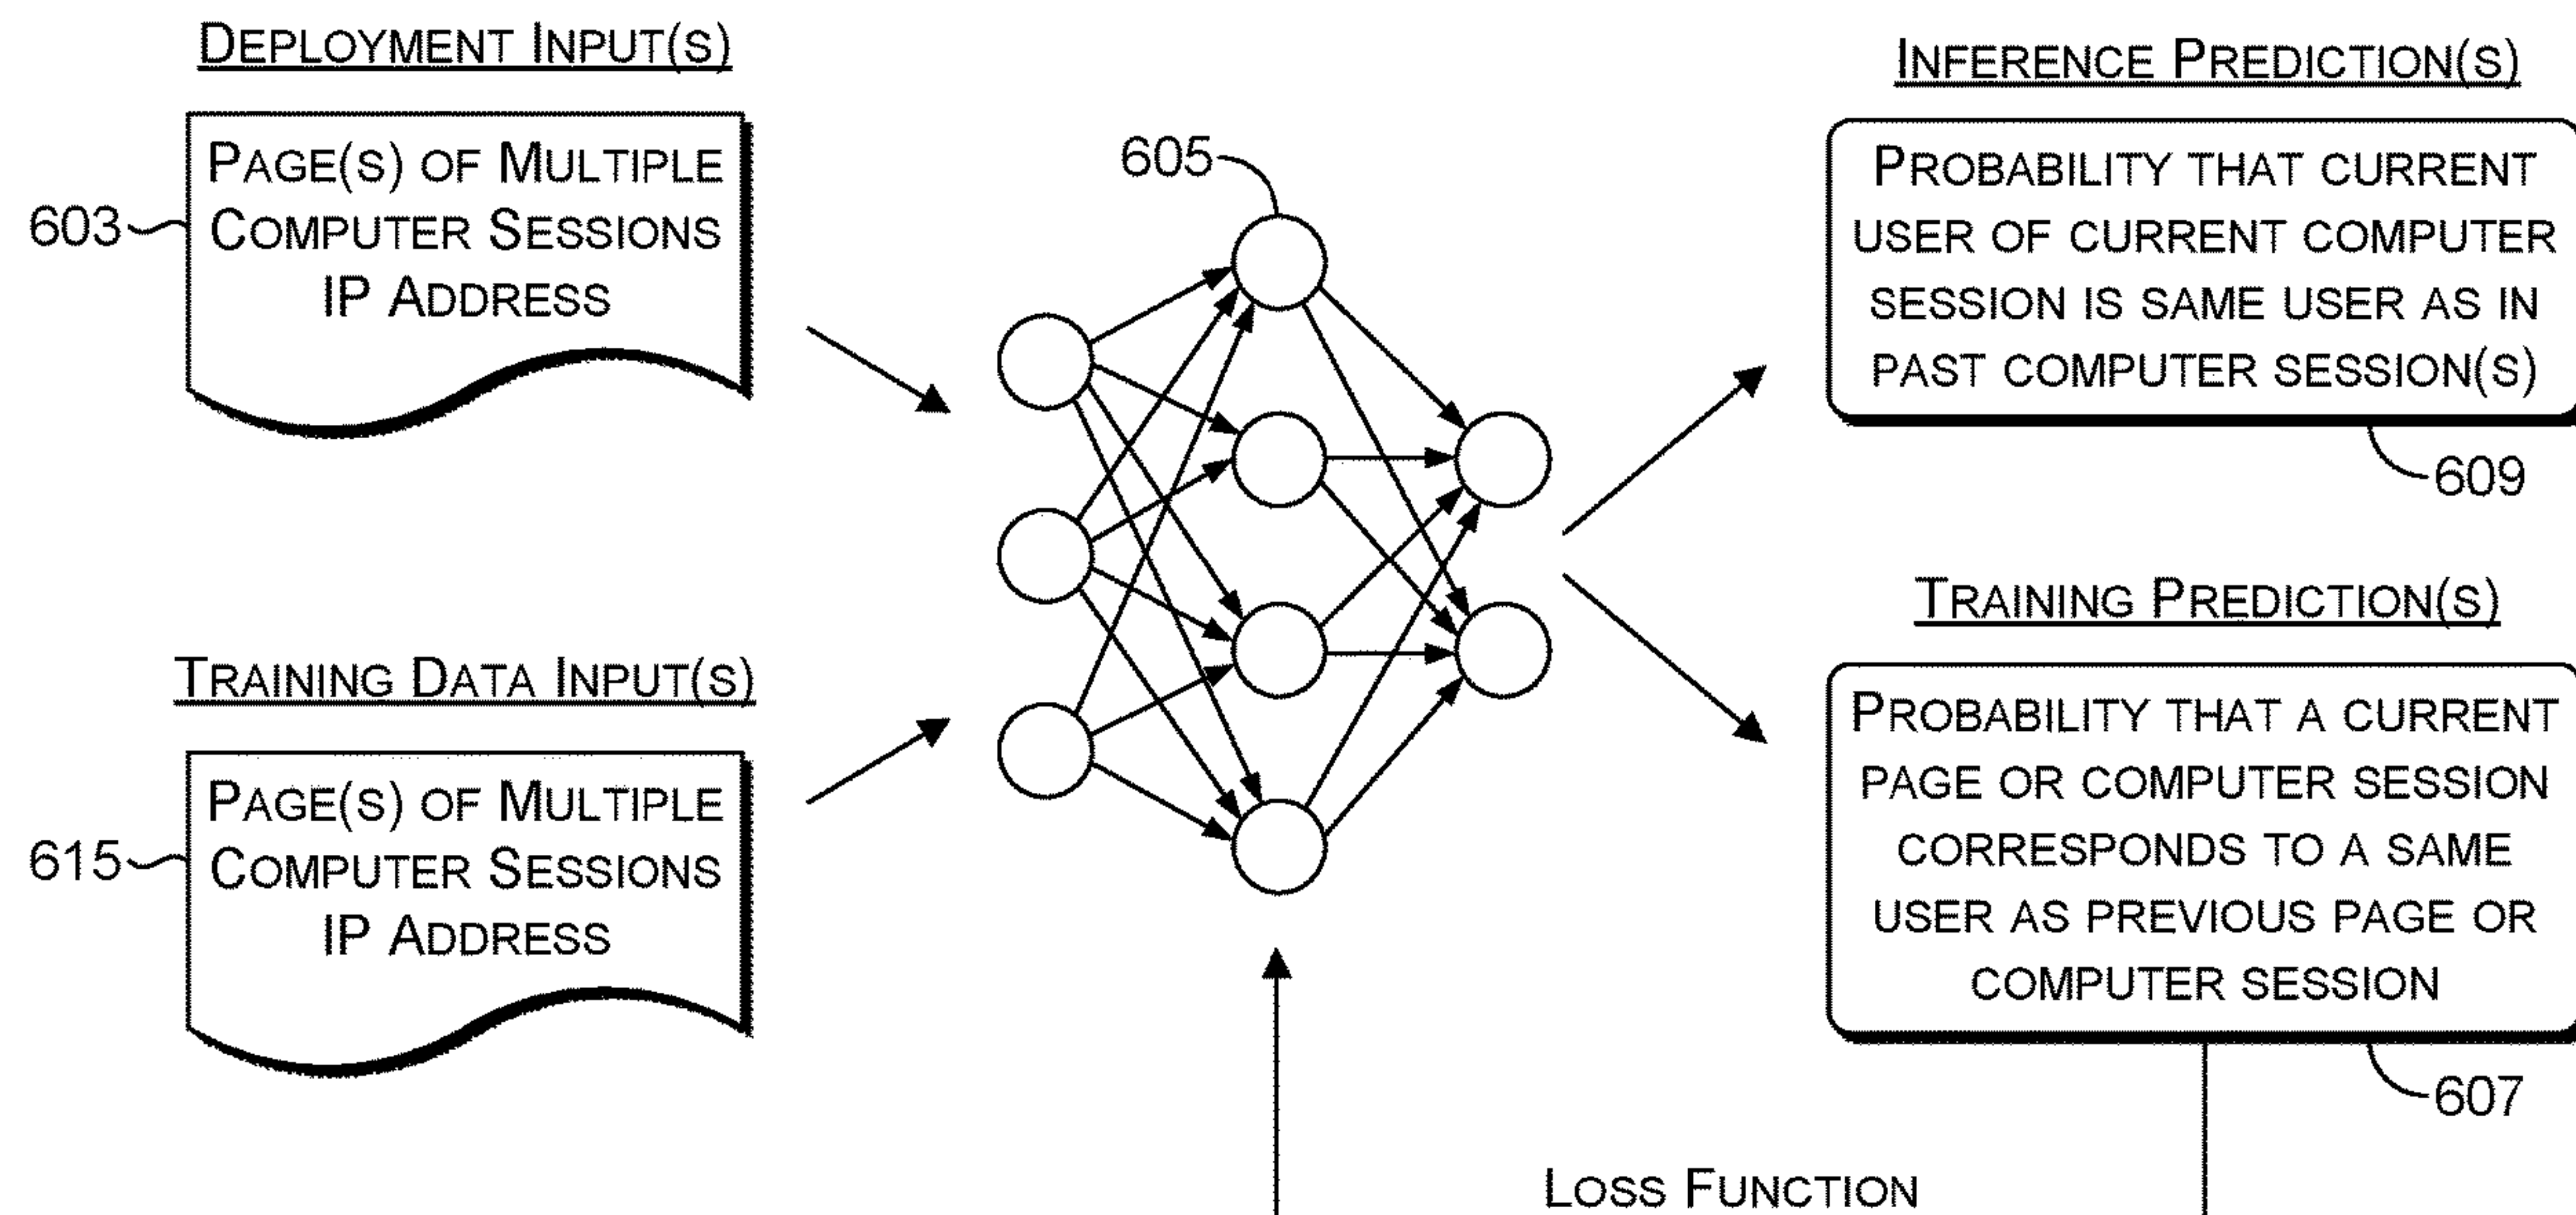 DEPLOYMENT INPUT(S)
PAGE(S) OF MULTIPLE
COMPUTER SESSIONS
IP ADDRESS
603
TRAINING DATA INPUT(S)
PAGE(S) OF MULTIPLE
COMPUTER SESSIONS
IP ADDRESS
615
605
INFERENCE PREDICTION(S)
PROBABILITY THAT CURRENT
USER OF CURRENT COMPUTER
SESSION IS SAME USER AS IN
PAST COMPUTER SESSION(S)
609
TRAINING PREDICTION(S)
PROBABILITY THAT A CURRENT
PAGE OR COMPUTER SESSION
CORRESPONDS TO A SAME
USER AS PREVIOUS PAGE OR
COMPUTER SESSION
607
LOSS FUNCTION